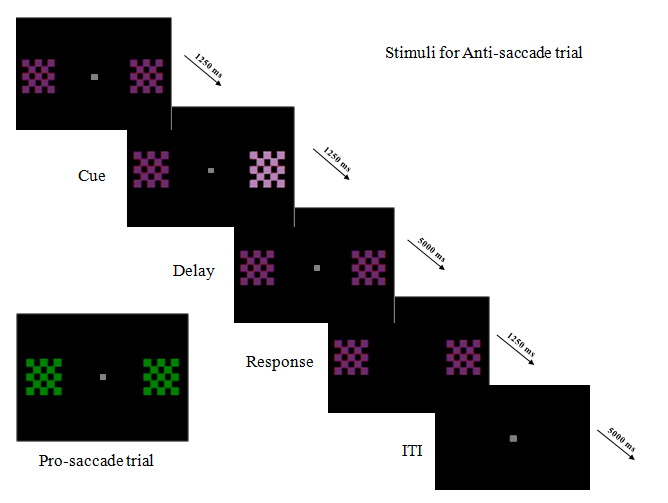 Stimuli for Anti-saccade trial
1250 ms
Cue
1250 ms
Delay
5000 ms
Response
1250 ms
ITI
5000 ms
Pro-saccade trial